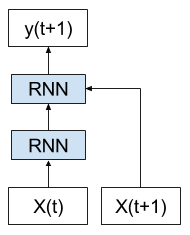 y(t+1)
RNN
RNN
X(t)
X(t+1)